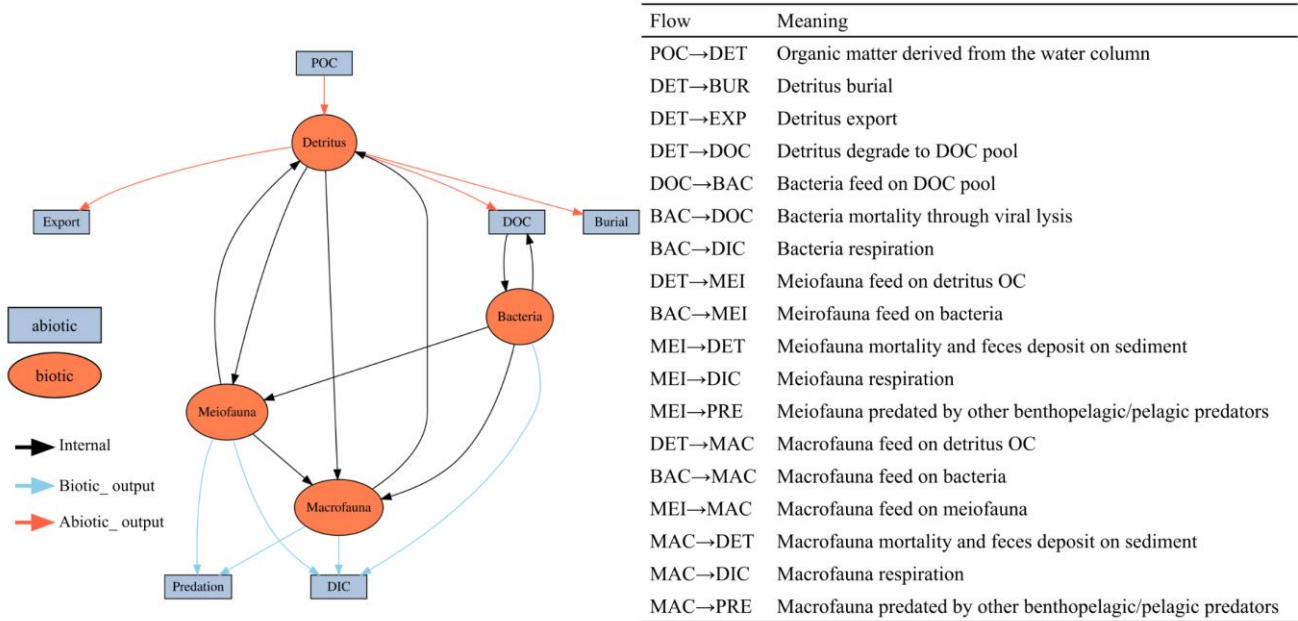 POC
Detritus
Export
DOC
Burial
abiotic
Bacteria
biotic
Meiofauna
Internal
Biotic_ output
Macrofauna
Abiotic_ output
Predation
DIC
Flow Meaning
POC→DET Organic matter derived from the water column
DET→BUR Detritus burial
DET→EXP Detritus export
DET→DOC Detritus degrade to DOC pool
DOC→BAC Bacteria feed on DOC pool
BAC→DOC Bacteria mortality through viral lysis
BAC→DIC Bacteria respiration
DET→MEI Meiofauna feed on detritus OC
BAC→MEI Meirofauna feed on bacteria
MEI→DET Meiofauna mortality and feces deposit on sediment
MEI→DIC Meiofauna respiration
MEI→PRE Meiofauna predated by other benthopelagic/pelagic predators
DET→MAC Macrofauna feed on detritus OC
BAC→MAC Macrofauna feed on bacteria
MEI→MAC Macrofauna feed on meiofauna
MAC→DET Macrofauna mortality and feces deposit on sediment
MAC→DIC Macrofauna respiration
MAC→PRE Macrofauna predated by other benthopelagic/pelagic predators